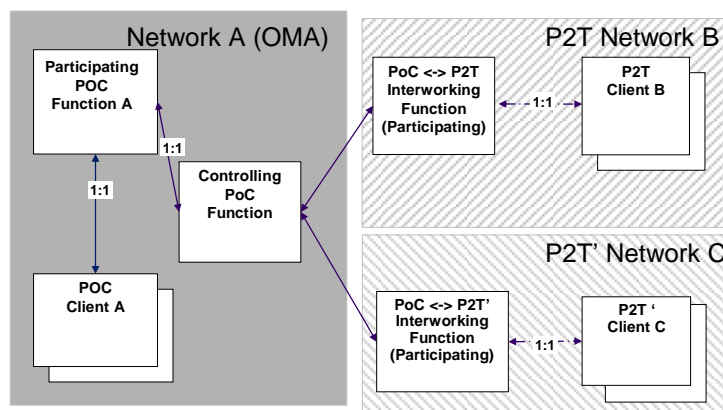 Network A (OMA)
Participating
POC
Function A
1:1
1:1
Controlling
PoC
Function
POC
Client A
P2T Network B
PoC <-> P2T
Interworking
Function
(Participating)
1:1
P2T
Client B
P2T' Network C
PoC <-> P2T'
Interworking
Function
(Participating)
1:1
P2T '
Client C